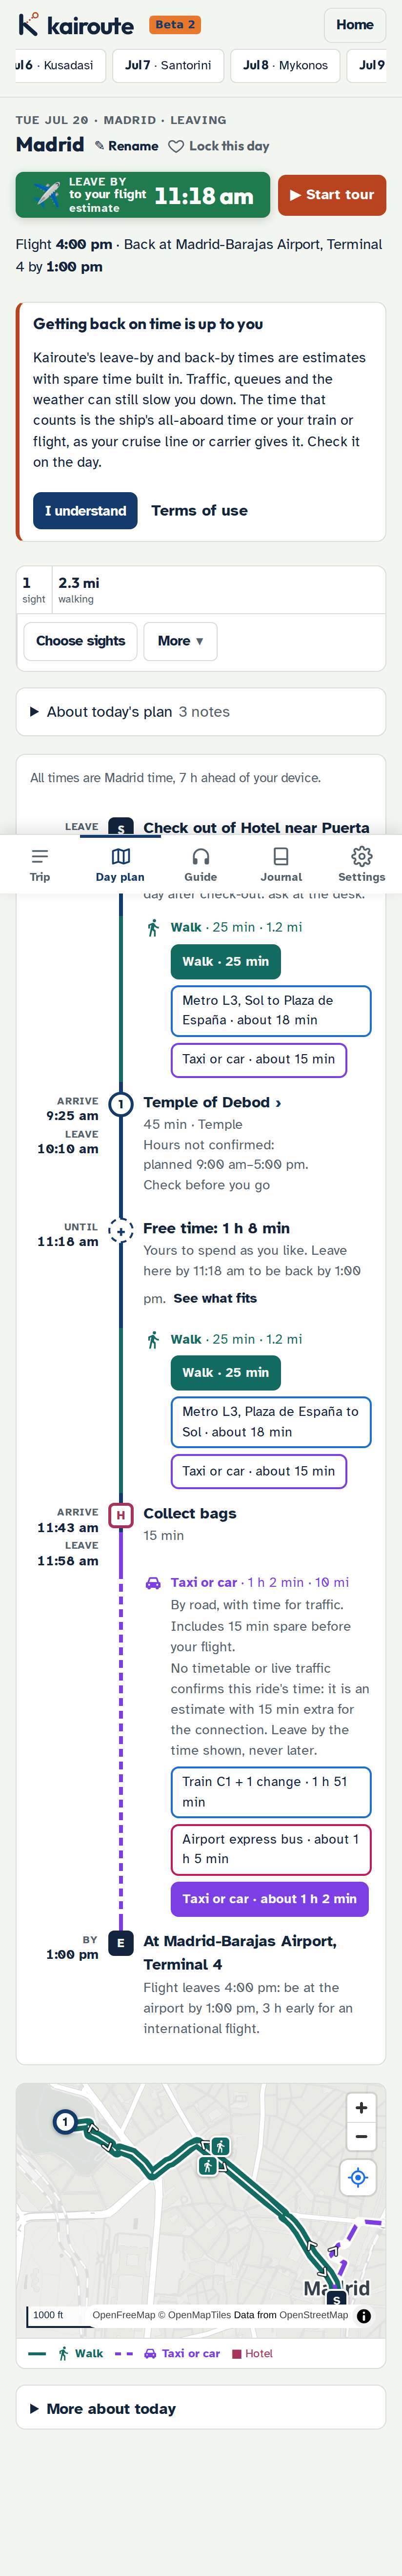 kairoute
Beta 2
Home
Jul 6 · Kusadasi
Jul 7 · Santorini
Jul 8 · Mykonos
Jul 9
TUE JUL 20 · MADRID · LEAVING
Madrid
✎ Rename
Lock this day
LEAVE BY
to your flight
estimate
11:18 am
▶ Start tour
Flight 4:00 pm · Back at Madrid-Barajas Airport, Terminal
4 by 1:00 pm
Getting back on time is up to you
Kairoute's leave-by and back-by times are estimates
with spare time built in. Traffic, queues and the
weather can still slow you down. The time that
counts is the ship's all-aboard time or your train or
flight, as your cruise line or carrier gives it. Check it
on the day.
I understand
Terms of use
1
sight
2.3 mi
walking
Choose sights
More ▼
▶ About today's plan 3 notes
All times are Madrid time, 7 h ahead of your device.
LEAVE
S
Check out of Hotel near Puerta
Trip
Day plan
Guide
Journal
Settings
day after check-out: ask at the desk.
Walk · 25 min · 1.2 mi
Walk · 25 min
Metro L3, Sol to Plaza de
España · about 18 min
Taxi or car · about 15 min
ARRIVE
9:25 am
LEAVE
10:10 am
1
Temple of Debod ›
45 min · Temple
Hours not confirmed:
planned 9:00 am–5:00 pm.
Check before you go
UNTIL
11:18 am
+
Free time: 1 h 8 min
Yours to spend as you like. Leave
here by 11:18 am to be back by 1:00
pm. See what fits
Walk · 25 min · 1.2 mi
Walk · 25 min
Metro L3, Plaza de España to
Sol · about 18 min
Taxi or car · about 15 min
ARRIVE
11:43 am
LEAVE
11:58 am
H
Collect bags
15 min
Taxi or car · 1 h 2 min · 10 mi
By road, with time for traffic.
Includes 15 min spare before
your flight.
No timetable or live traffic
confirms this ride's time: it is an
estimate with 15 min extra for
the connection. Leave by the
time shown, never later.
Train C1 + 1 change · 1 h 51
min
Airport express bus · about 1
h 5 min
Taxi or car · about 1 h 2 min
BY
1:00 pm
E
At Madrid-Barajas Airport,
Terminal 4
Flight leaves 4:00 pm: be at the
airport by 1:00 pm, 3 h early for an
international flight.
1
+
−
Madrid
S
1000 ft
OpenFreeMap © OpenMapTiles Data from OpenStreetMap
Walk
Taxi or car
Hotel
▶ More about today